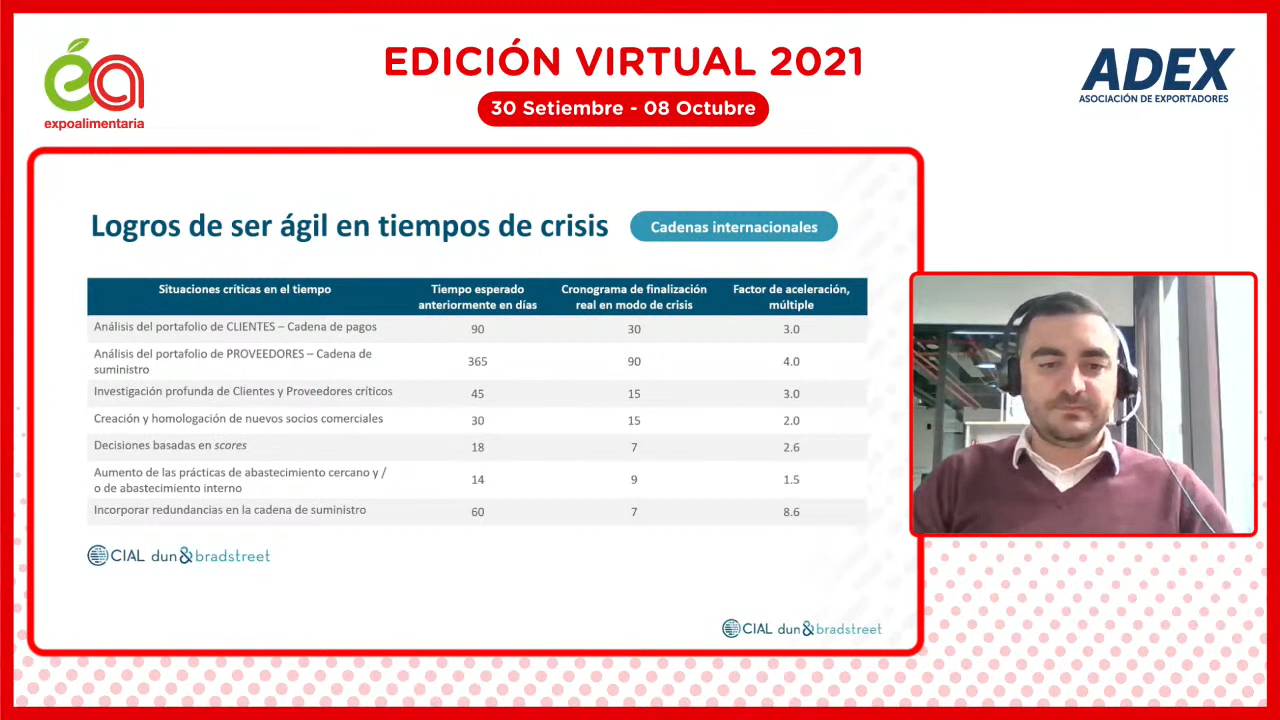 EDICIÓN VIRTUAL 2021
30 Setiembre - 08 Octubre
éa
expoalimentaria
ADEX
ASOCIACIÓN DE EXPORTADORES
Logros de ser ágil en tiempos de crisis
Cadenas internacionales
Situaciones críticas en el tiempo
Tiempo esperado
anteriormente en días
Cronograma de finalización
real en modo de crisis
Factor de aceleración,
múltiple
Análisis del portafolio de CLIENTES – Cadena de pagos
90
30
3.0
Análisis del portafolio de PROVEEDORES – Cadena de
suministro
365
90
4.0
Investigación profunda de Clientes y Proveedores críticos
45
15
3.0
Creación y homologación de nuevos socios comerciales
30
15
2.0
Decisiones basadas en scores
18
7
2.6
Aumento de las prácticas de abastecimiento cercano y /
o de abastecimiento interno
14
9
1.5
Incorporar redundancias en la cadena de suministro
60
7
8.6
CIAL dun & bradstreet
CIAL dun & bradstreet